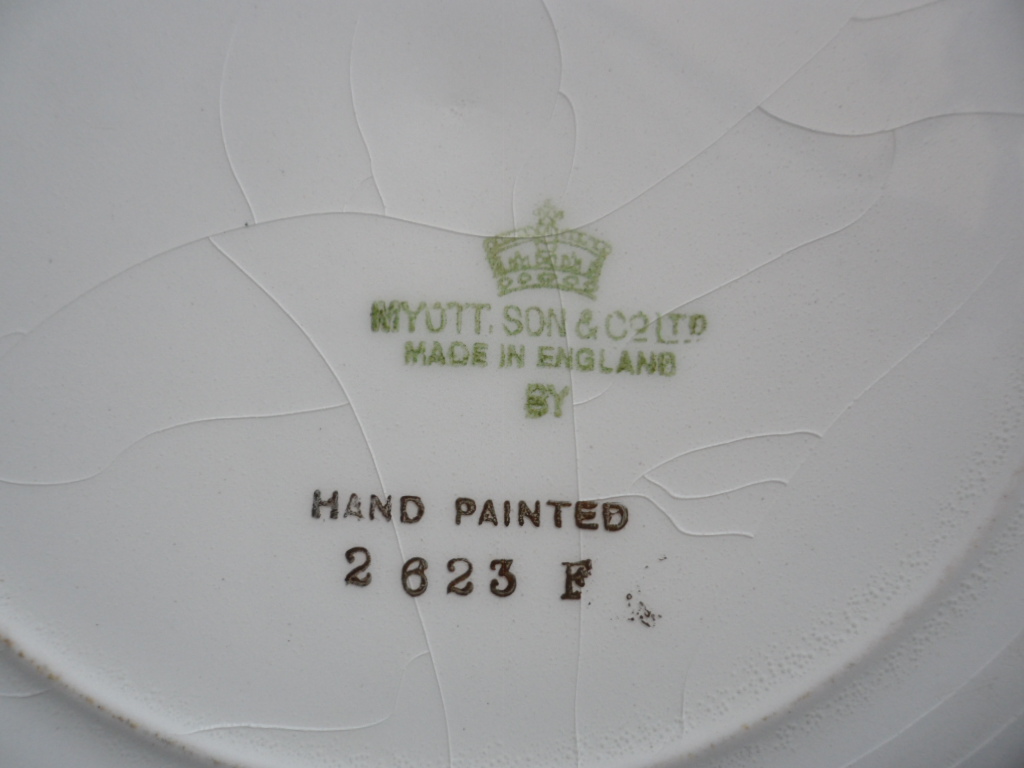 MYOTT, SON & Co LTD
MADE IN ENGLAND
BY
HAND PAINTED
2623 F